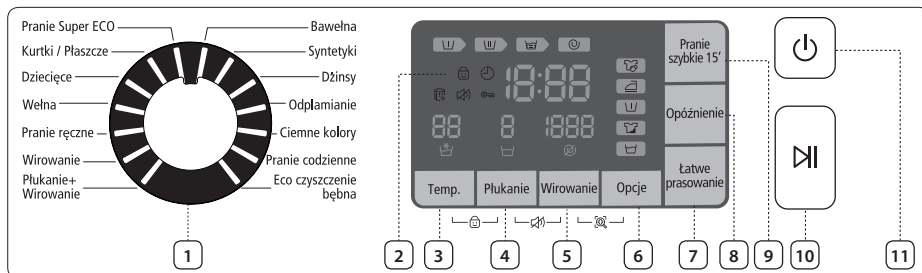 Pranie Super ECO
Kurtki / Płaszcze
Dziecięce
Wełna
Pranie ręczne
Wirowanie
Płukanie+
Wirowanie
Bawełna
Syntetyki
Dżinsy
Odplamianie
Ciemne kolory
Pranie codzienne
Eco czyszczenie
bębna
18:88
88 8 1888
Temp. Płukanie Wirowanie Opcje
Pranie
szybkie 15'
Opóźnienie
Łatwe
prasowanie
1 2 3 4 5 6 7 8 9 10 11